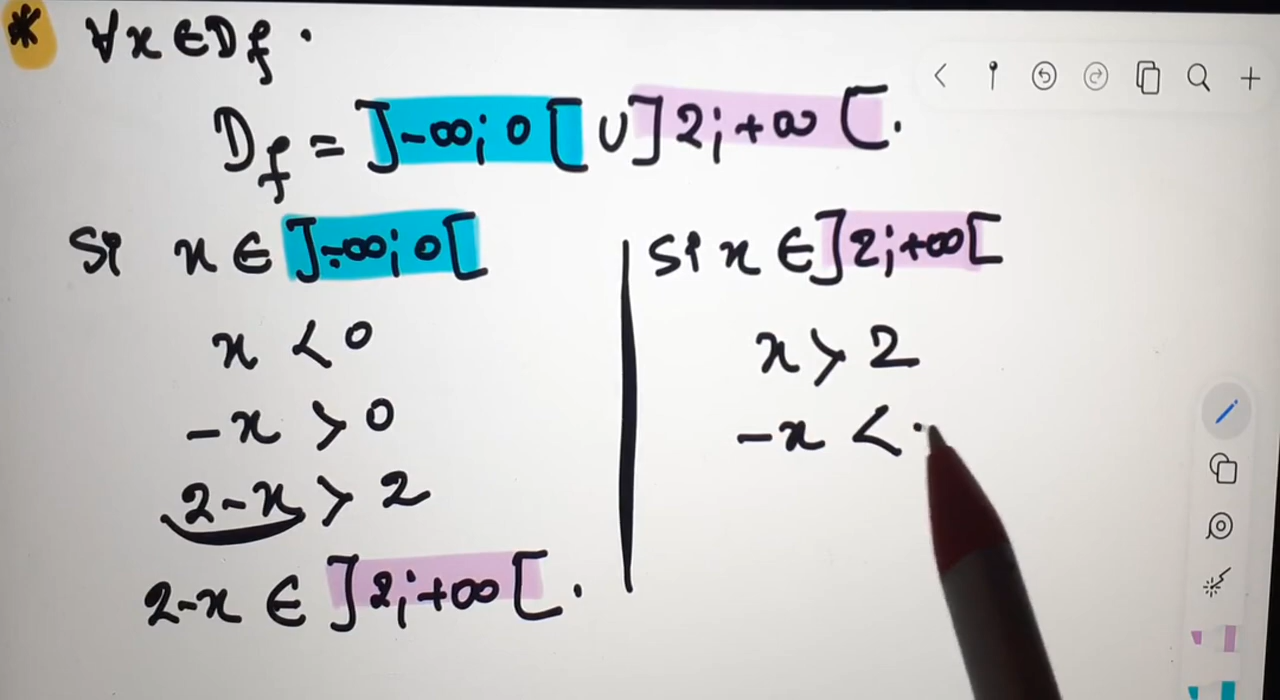 * ∀x∈Df.
Df = ]-∞; 0[ ∪ ]2; +∞[.
Si x ∈ ]-∞; 0[
x < 0
-x > 0
2-x > 2
2-x ∈ ]2; +∞[.
si x ∈ ]2; +∞[
x > 2
-x <